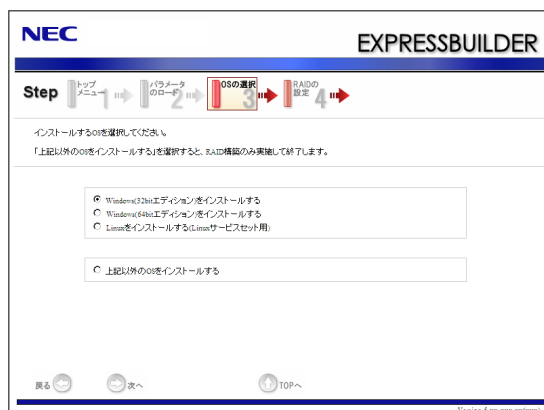 NEC
EXPRESSBUILDER
Step
トップ
メニュー 1
パラメータ
のロード 2
OSの選択
3
RAIDの
設定 4
インストールするOSを選択してください。
「上記以外のOSをインストールする」を選択すると、RAID構築のみ実施して終了します。
Windows(32bitエディション)をインストールする
Windows(64bitエディション)をインストールする
Linuxをインストールする(Linuxサービスセット用)
上記以外のOSをインストールする
戻る
次へ
TOPへ